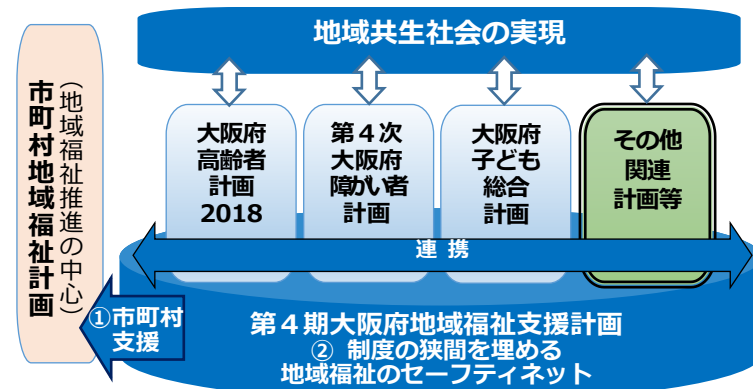 地域共生社会の実現
（地域福祉推進の中心）
市町村地域福祉計画
大阪府
高齢者
計画
2018
第４次
大阪府
障がい者
計画
大阪府
子ども
総合
計画
その他
関連
計画等
連 携
①市町村
支援
第４期大阪府地域福祉支援計画
② 制度の狭間を埋める
地域福祉のセーフティネット